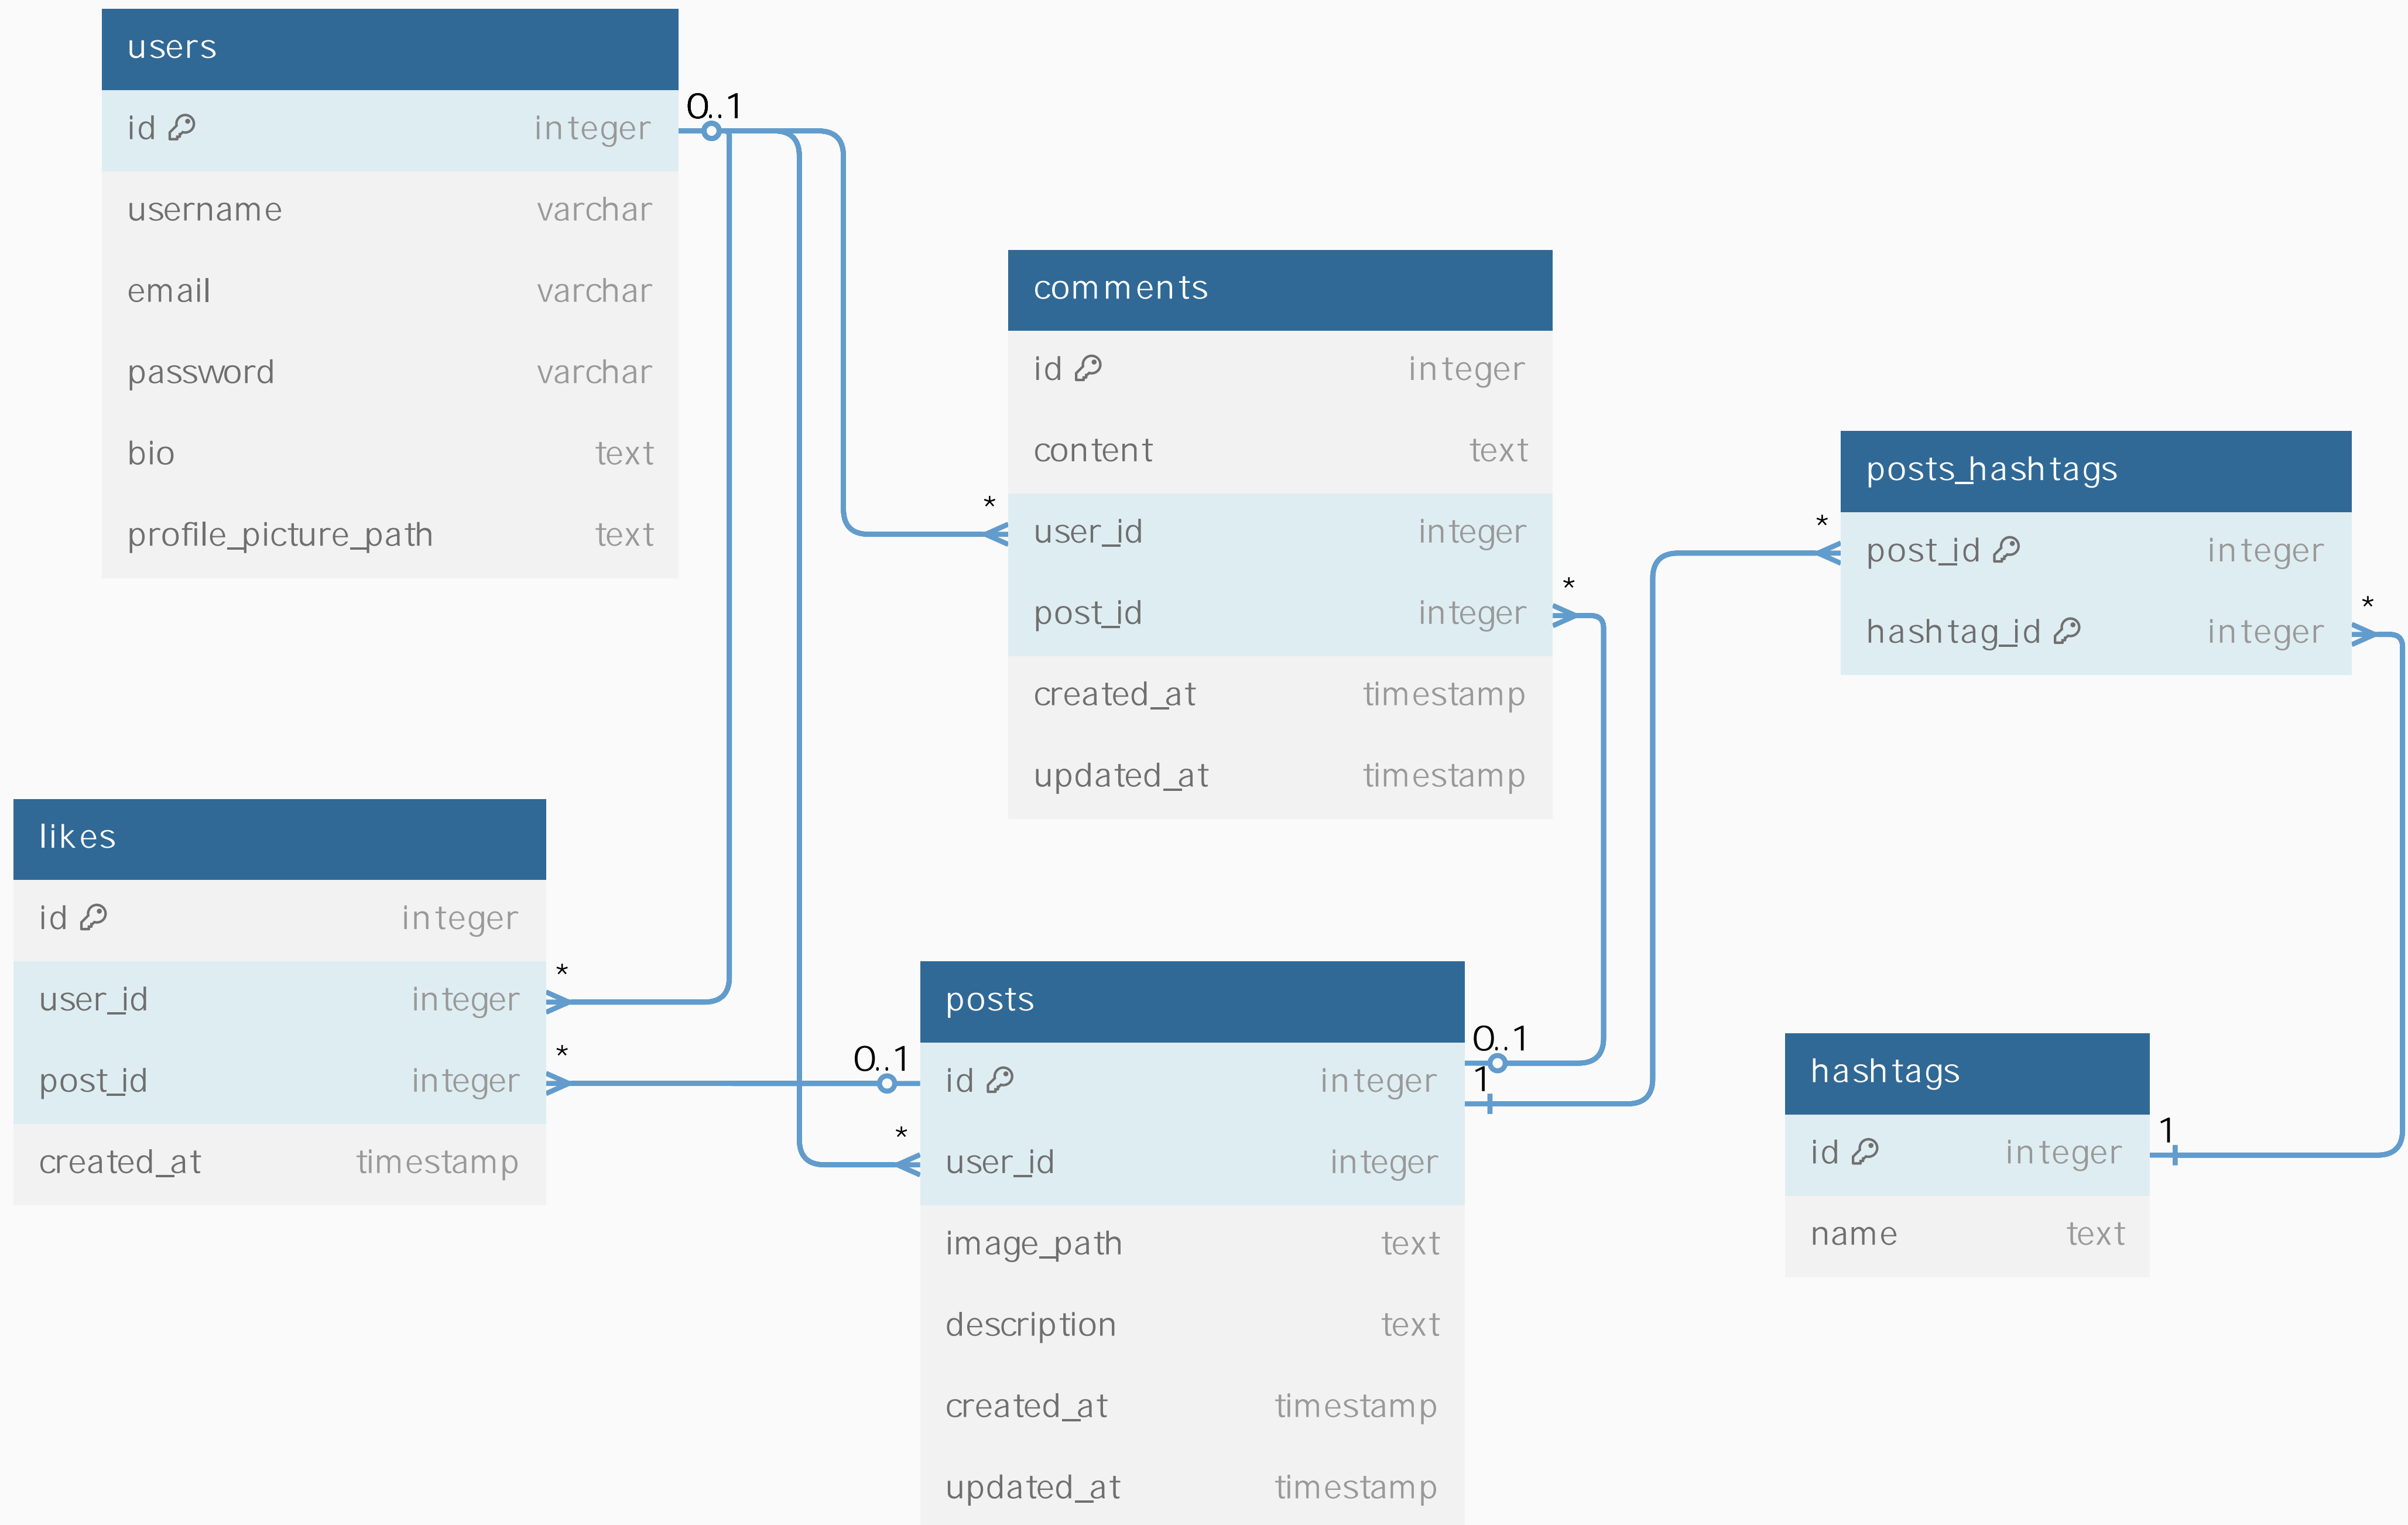 users
0..1
id integer
username varchar
email varchar
password varchar
bio text
profile_picture_path text
comments
id integer
content text
*
user_id integer
*
post_id integer
created_at timestamp
updated_at timestamp
posts_hashtags
*
post_id integer
*
hashtag_id integer
likes
id integer
*
user_id integer
*
post_id integer
created_at timestamp
posts
0..1
0..1
id integer
1
*
user_id integer
image_path text
description text
created_at timestamp
updated_at timestamp
hashtags
1
id integer
name text